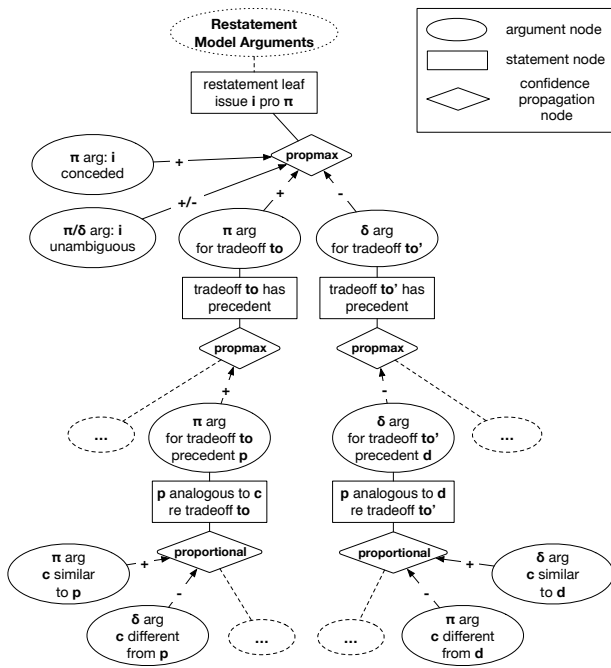 Restatement
Model Arguments
restatement leaf
issue i pro π
argument node
statement node
confidence
propagation
node
propmax
π arg: i
conceded
+
+/-
π/δ arg: i
unambiguous
+
-
π arg
for tradeoff to
δ arg
for tradeoff to'
tradeoff to has
precedent
tradeoff to' has
precedent
propmax
propmax
+
-
...
...
π arg
for tradeoff to
precedent p
δ arg
for tradeoff to'
precedent d
p analogous to c
re tradeoff to
p analogous to d
re tradeoff to'
proportional
proportional
π arg
c similar
to p
+
-
δ arg
c different
from p
...
...
+
-
δ arg
c similar
to d
π arg
c different
from d